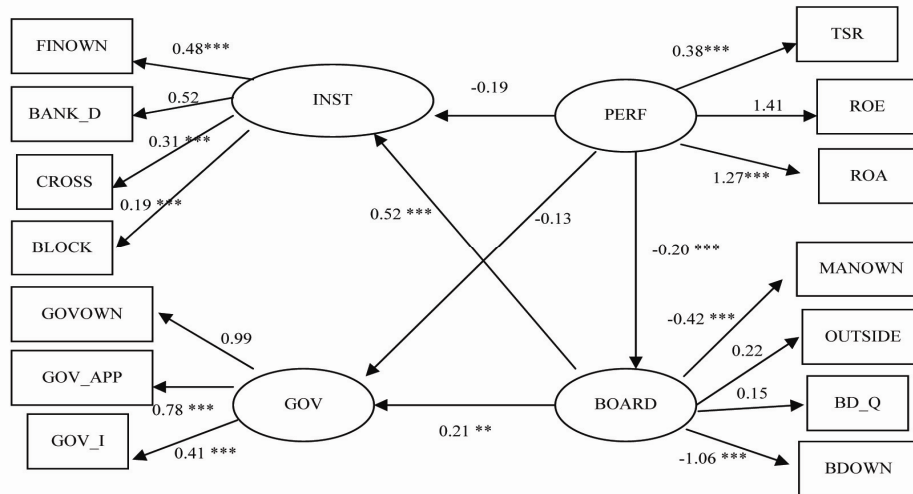 FINOWN
0.48***
INST
-0.19
PERF
0.38***
TSR
BANK_D
0.52
1.41
ROE
CROSS
0.31 ***
1.27***
ROA
BLOCK
0.19 ***
0.52 ***
-0.13
-0.20 ***
MANOWN
-0.42 ***
GOVOWN
0.99
OUTSIDE
0.22
GOV_APP
0.78 ***
GOV
0.21 **
BOARD
0.15
BD_Q
GOV_I
0.41 ***
-1.06 ***
BDOWN